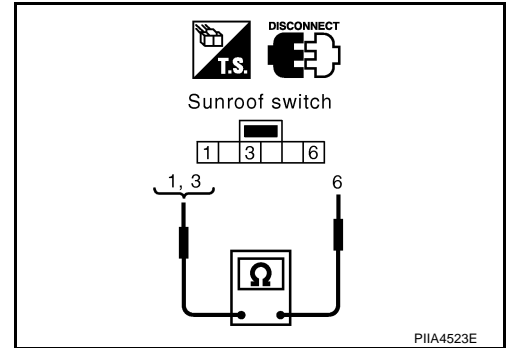 DISCONNECT
T.S.
Sunroof switch
1 3 6
1, 3 6
Ω
PIIA4523E